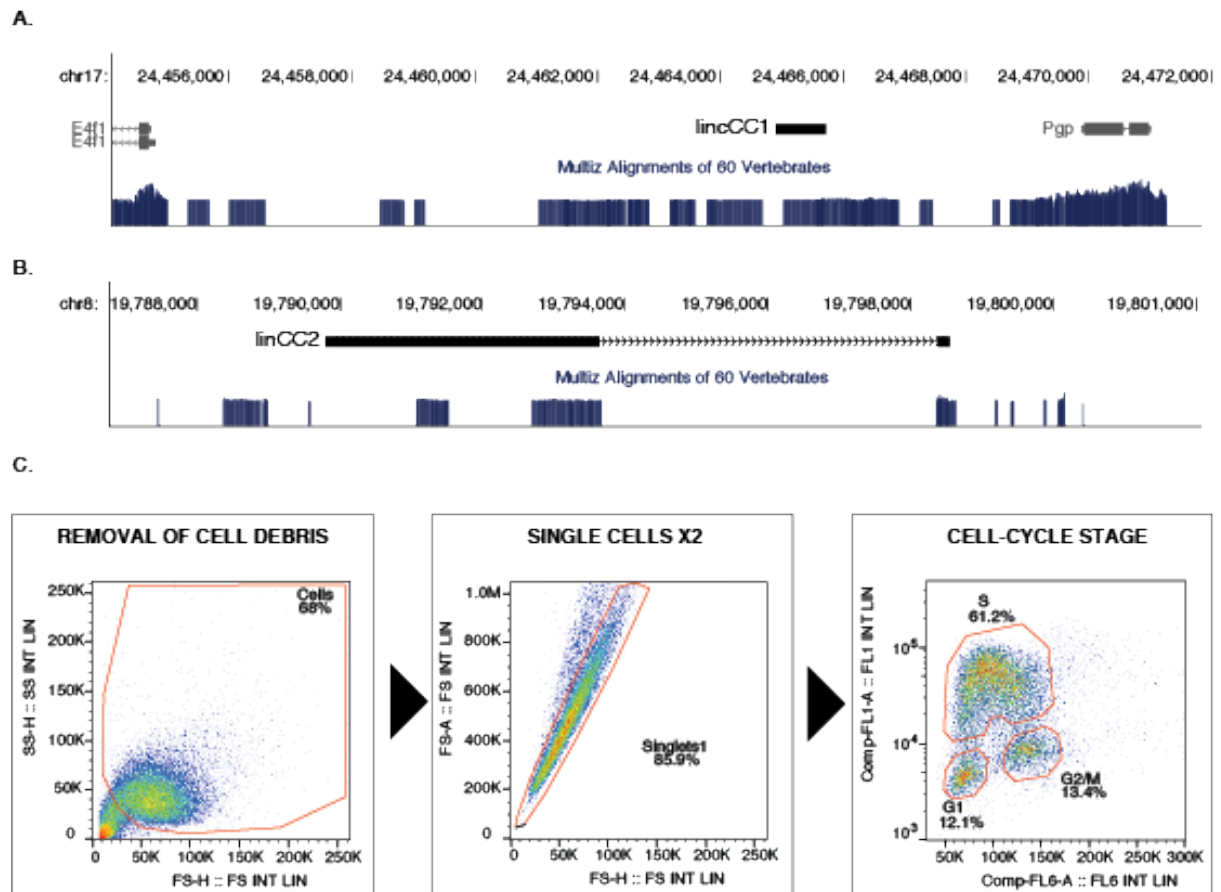 A.
chr17: 24,456,000 24,458,000 24,460,000 24,462,000 24,464,000 24,466,000 24,468,000 24,470,000 24,472,000
E4f1
E4f1
lincCC1
Pgp
Multiz Alignments of 60 Vertebrates
B.
chr8: 19,788,000 19,790,000 19,792,000 19,794,000 19,796,000 19,798,000 19,800,000 19,801,000
linCC2
Multiz Alignments of 60 Vertebrates
C.
REMOVAL OF CELL DEBRIS
250K
200K
150K
100K
50K
0
SS-H :: SS INT LIN
Cells
68%
0 50K 100K 150K 200K 250K
FS-H :: FS INT LIN
SINGLE CELLS X2
1.0M
800K
600K
400K
200K
0
FS-A :: FS INT LIN
Singlets1
85.9%
0 50K 100K 150K 200K 250K
FS-H :: FS INT LIN
CELL-CYCLE STAGE
10^5
10^4
10^3
Comp-FL1-A :: FL1 INT LIN
S
61.2%
G2/M
13.4%
G1
12.1%
50K 100K 150K 200K 250K 300K
Comp-FL6-A :: FL6 INT LIN